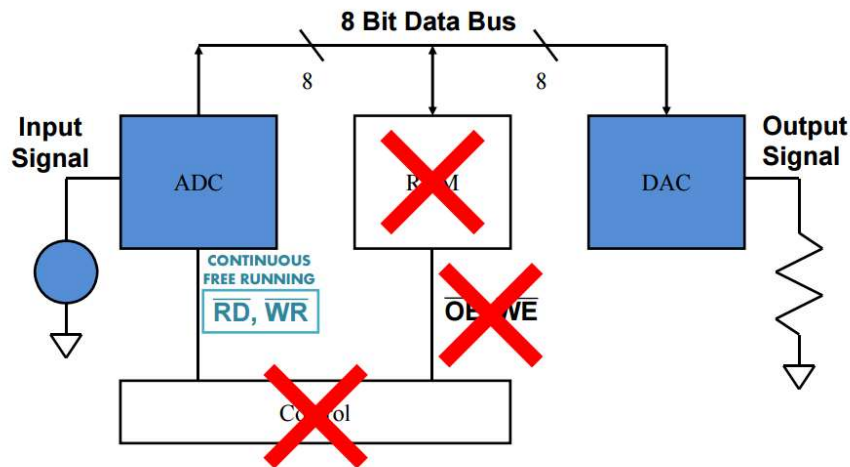 8 Bit Data Bus
8
8
Input
Signal
ADC
DAC
Output
Signal
CONTINUOUS
FREE RUNNING
RD, WR